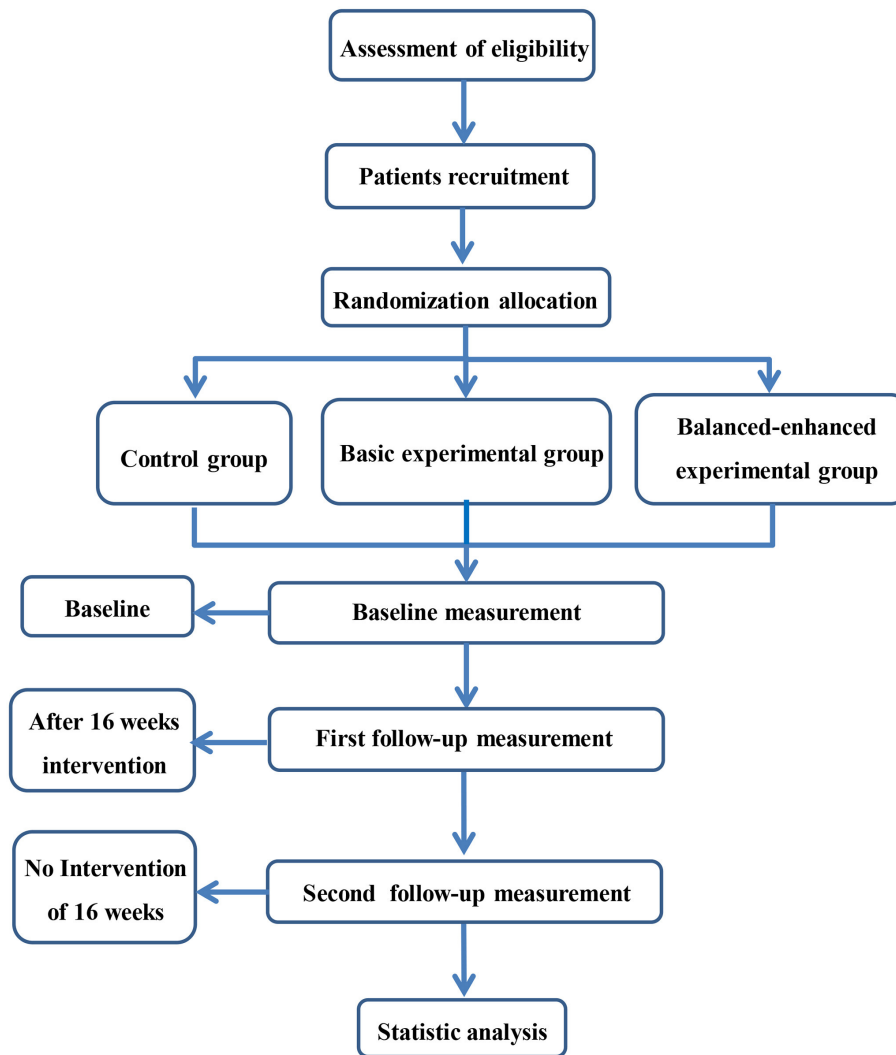 Assessment of eligibility
Patients recruitment
Randomization allocation
Control group
Basic experimental group
Balanced-enhanced
experimental group
Baseline
Baseline measurement
After 16 weeks
intervention
First follow-up measurement
No Intervention
of 16 weeks
Second follow-up measurement
Statistic analysis